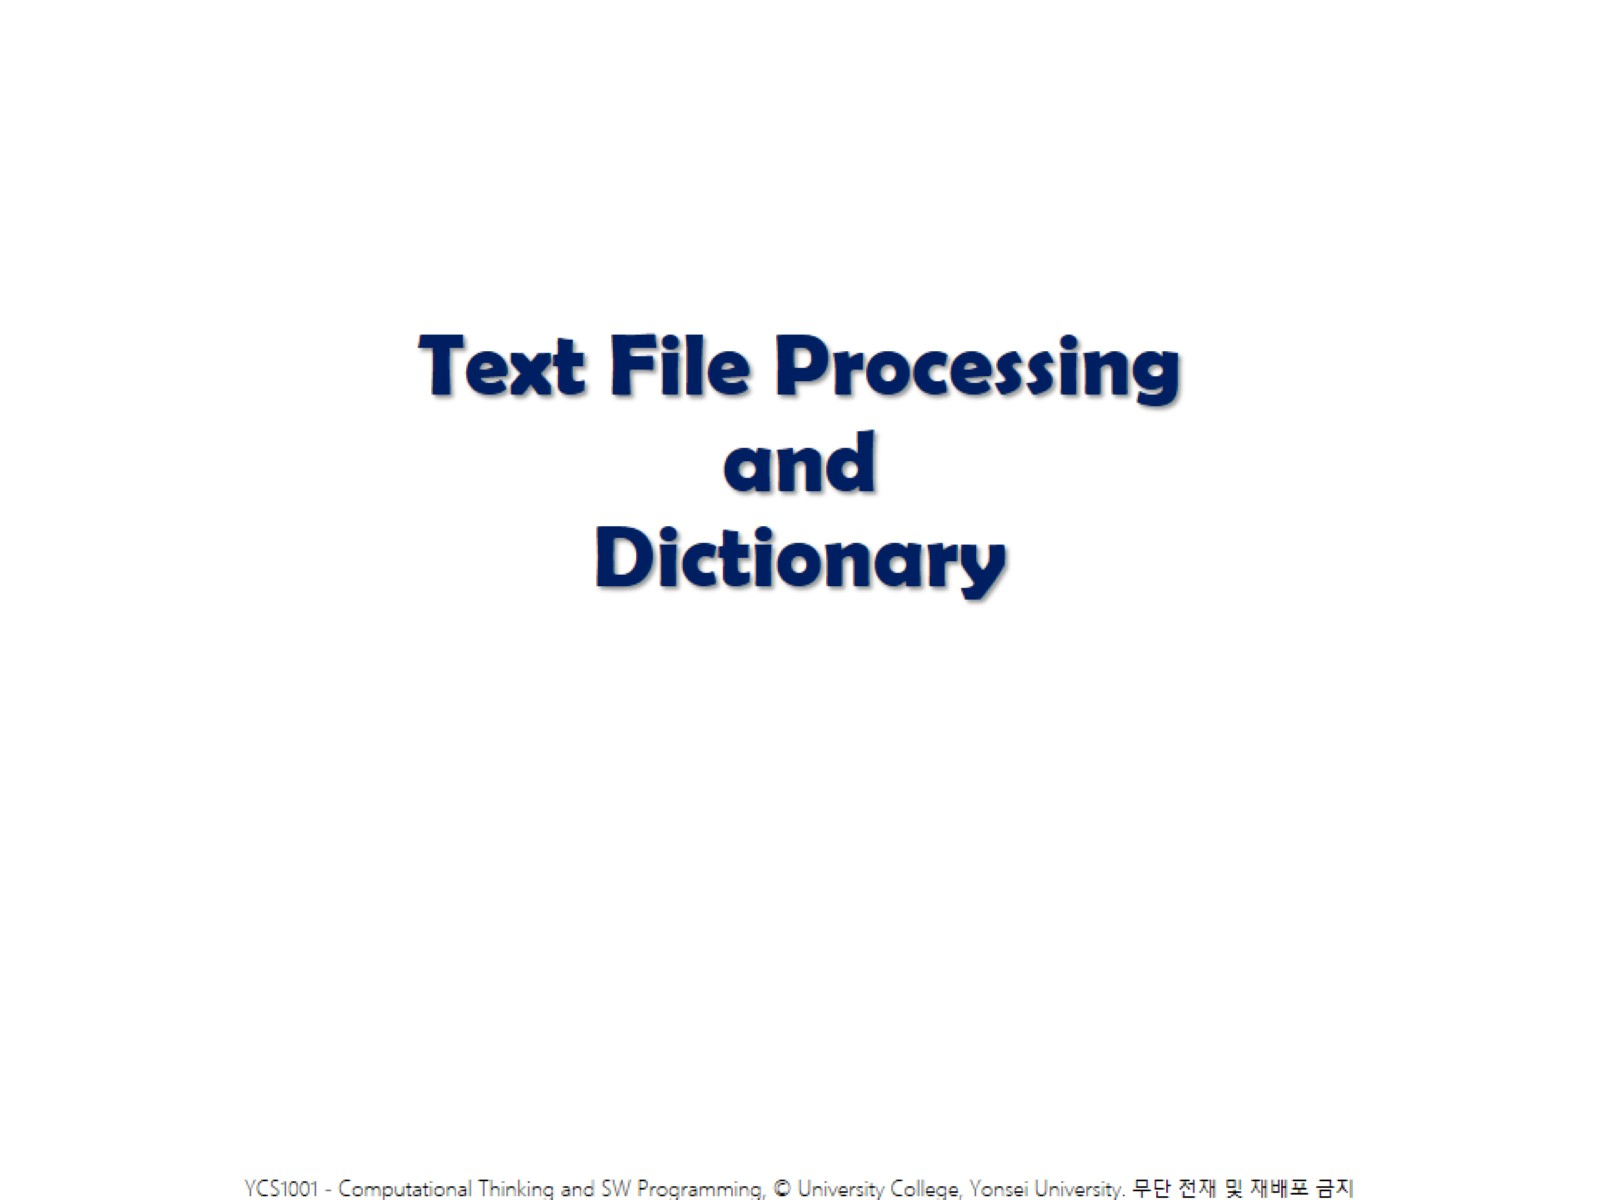 Text File Processing
and
Dictionary
YCS1001 - Computational Thinking and SW Programming, © University College, Yonsei University. 무단 전재 및 재배포 금지